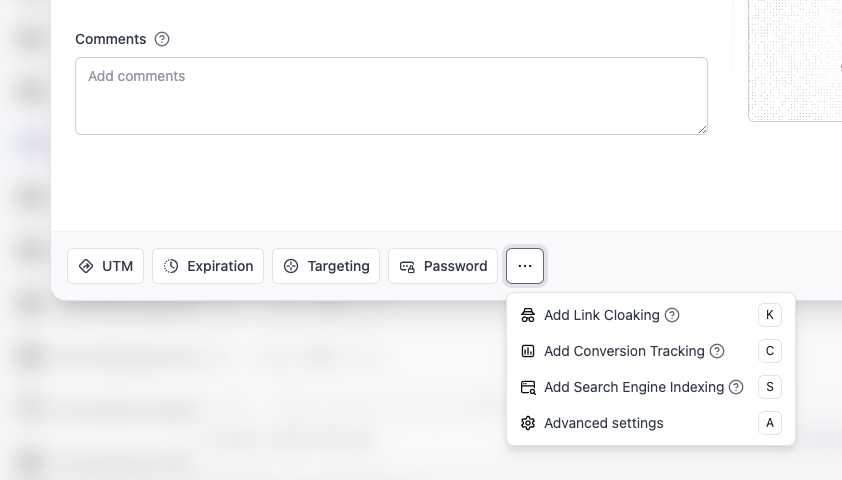 Comments
Add comments
UTM Expiration Targeting Password
Add Link Cloaking K
Add Conversion Tracking C
Add Search Engine Indexing S
Advanced settings A